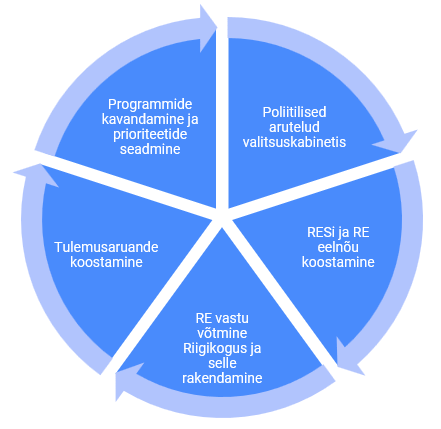 Programmide
kavandamine ja
prioriteetide
seadmine
Poliitilised
arutelud
valitsuskabinetis
RESi ja RE
eelnõu
koostamine
RE vastu
võtmine
Riigikogus ja
selle
rakendamine
Tulemusaruande
koostamine